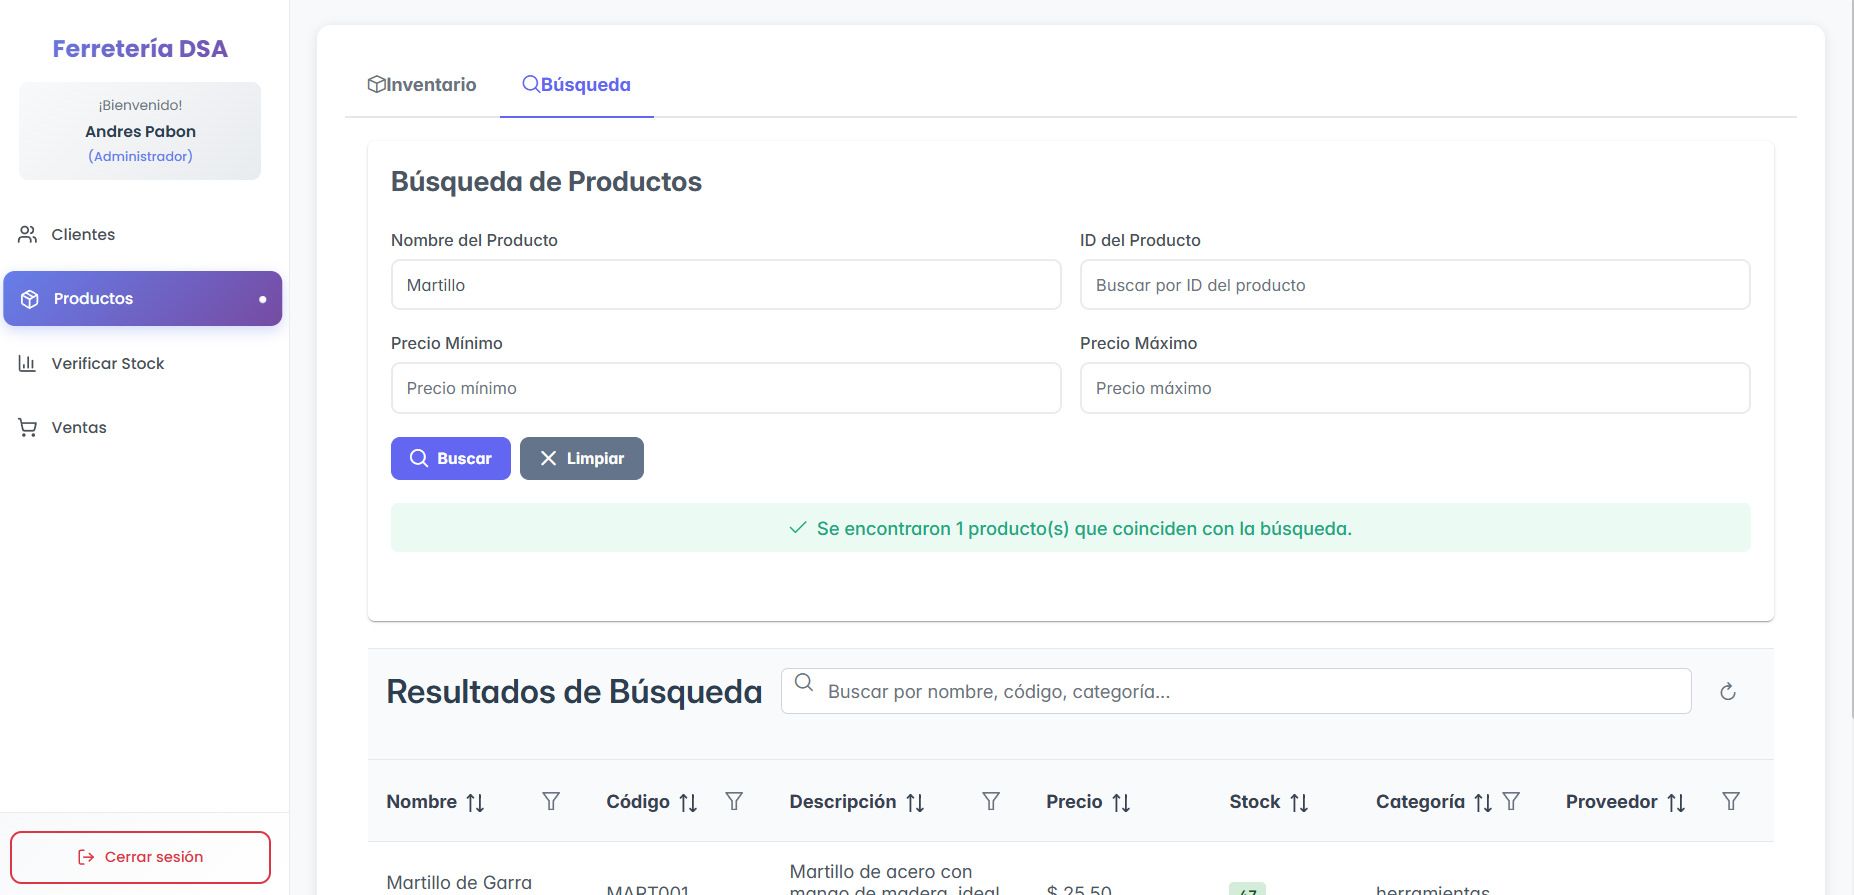 Ferretería DSA
¡Bienvenido!
Andres Pabon
(Administrador)
Clientes
Productos
Verificar Stock
Ventas
Cerrar sesión
Inventario
Búsqueda
Búsqueda de Productos
Nombre del Producto
ID del Producto
Martillo
Buscar por ID del producto
Precio Mínimo
Precio Máximo
Precio mínimo
Precio máximo
Buscar
Limpiar
Se encontraron 1 producto(s) que coinciden con la búsqueda.
Resultados de Búsqueda
Buscar por nombre, código, categoría...
Nombre Código Descripción Precio Stock Categoría Proveedor
Martillo de acero con
Martillo de Garra MART001 mango de madera, ideal $ 25.50 47 herramientas